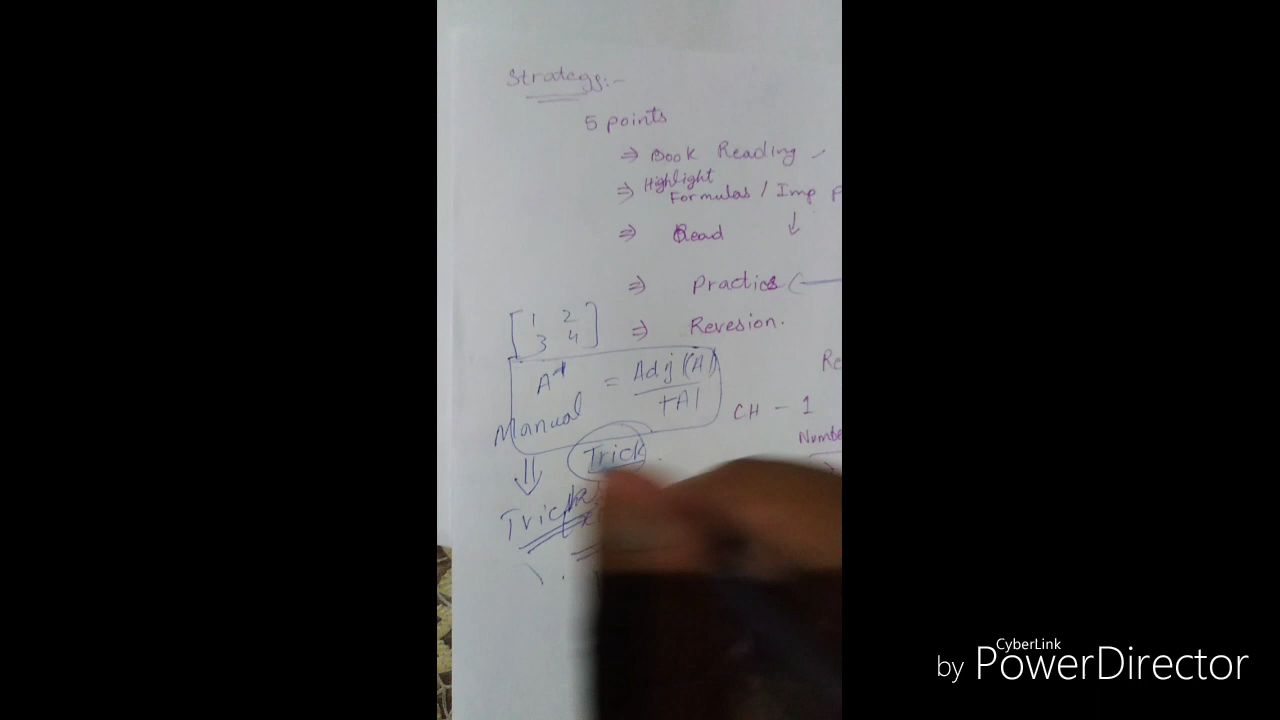 Strategy:-
5 points
⇒ Book Reading
⇒ Highlight
Formulas / Imp
⇒ Read
⇒ Practice
⇒ Revesion.
[1 2
3 4]
A⁻¹ = Adj (A)
|A|
Manual
CH - 1
Trick
Trick
CyberLink
by PowerDirector